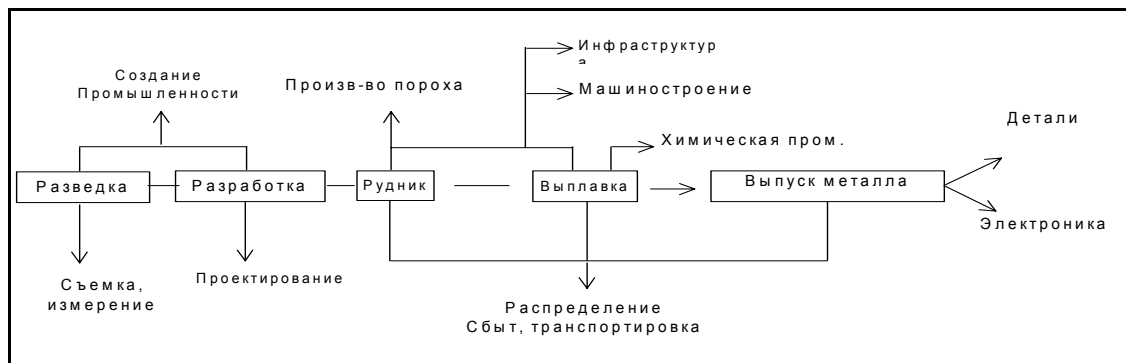 Инфраструктур
а
Создание
Промышленности
Произв-во пороха
Машиностроение
Детали
Химическая пром.
Разведка
Разработка
Рудник
Выплавка
Выпуск металла
Электроника
Съемка,
измерение
Проектирование
Распределение
Сбыт, транспортировка